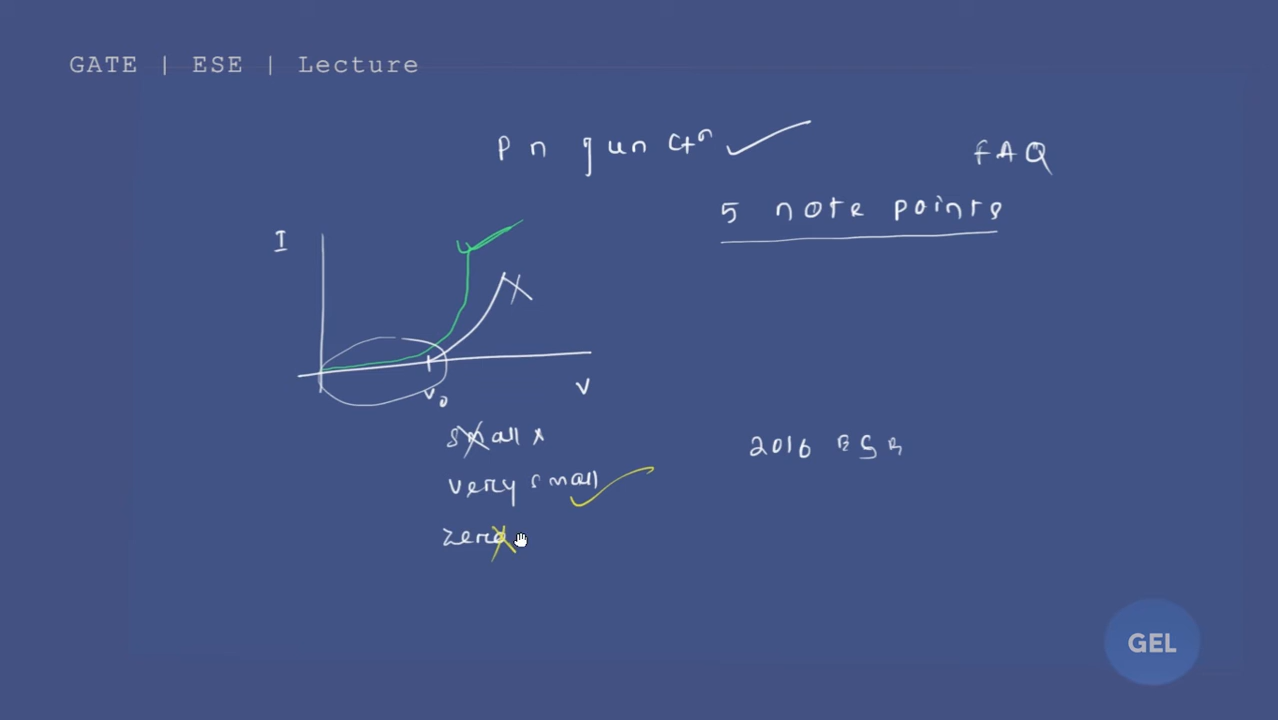 GATE | ESE | Lecture
Pn junctn
FAQ
5 note points
I
V
V0
small x
very small
zero
2016 ESE
GEL